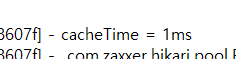 3607f] - cacheTime = 1ms
3607f] - com.zaxxer.hikari.pool.